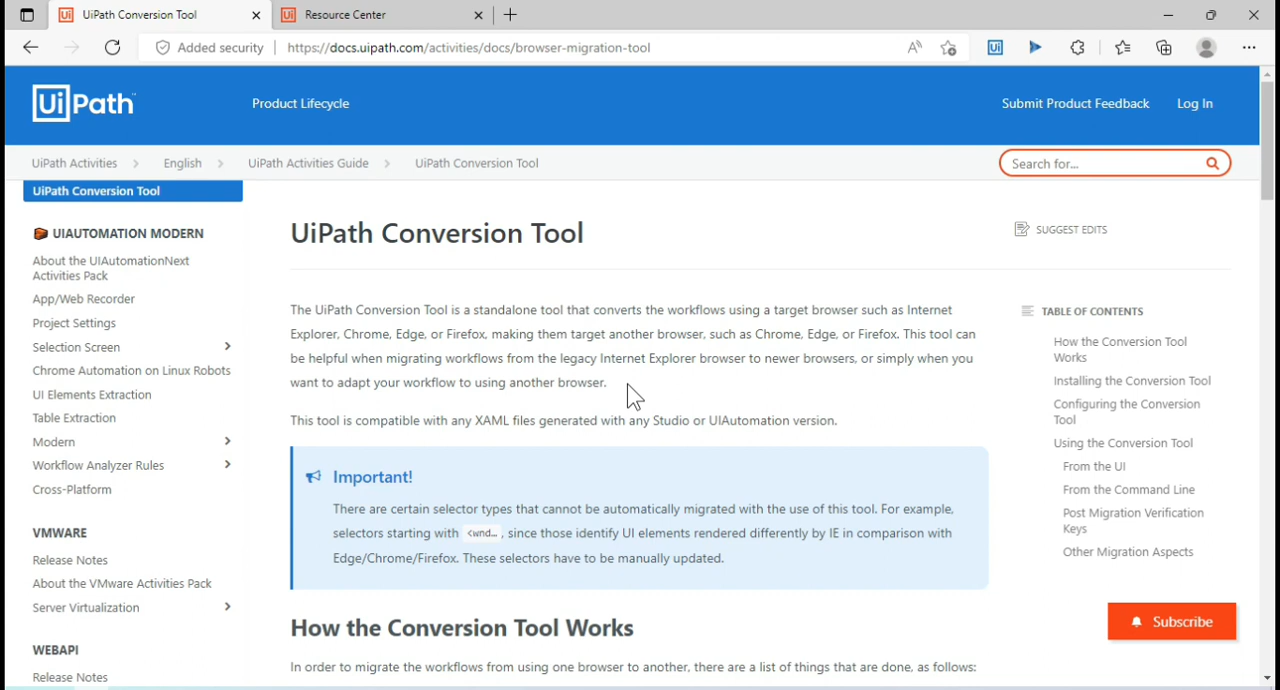 UiPath Conversion Tool
Resource Center
Added security
https://docs.uipath.com/activities/docs/browser-migration-tool
UiPath
Product Lifecycle
Submit Product Feedback
Log In
UiPath Activities
English
UiPath Activities Guide
UiPath Conversion Tool
Search for...
UiPath Conversion Tool
UIAUTOMATION MODERN
About the UIAutomationNext
Activities Pack
App/Web Recorder
Project Settings
Selection Screen
Chrome Automation on Linux Robots
UI Elements Extraction
Table Extraction
Modern
Workflow Analyzer Rules
Cross-Platform
VMWARE
Release Notes
About the VMware Activities Pack
Server Virtualization
WEBAPI
Release Notes
UiPath Conversion Tool
SUGGEST EDITS
The UiPath Conversion Tool is a standalone tool that converts the workflows using a target browser such as Internet
Explorer, Chrome, Edge, or Firefox, making them target another browser, such as Chrome, Edge, or Firefox. This tool can
be helpful when migrating workflows from the legacy Internet Explorer browser to newer browsers, or simply when you
want to adapt your workflow to using another browser.
This tool is compatible with any XAML files generated with any Studio or UIAutomation version.
Important!
There are certain selector types that cannot be automatically migrated with the use of this tool. For example,
selectors starting with <wnd…, since those identify UI elements rendered differently by IE in comparison with
Edge/Chrome/Firefox. These selectors have to be manually updated.
How the Conversion Tool Works
In order to migrate the workflows from using one browser to another, there are a list of things that are done, as follows:
TABLE OF CONTENTS
How the Conversion Tool
Works
Installing the Conversion Tool
Configuring the Conversion
Tool
Using the Conversion Tool
From the UI
From the Command Line
Post Migration Verification
Keys
Other Migration Aspects
Subscribe